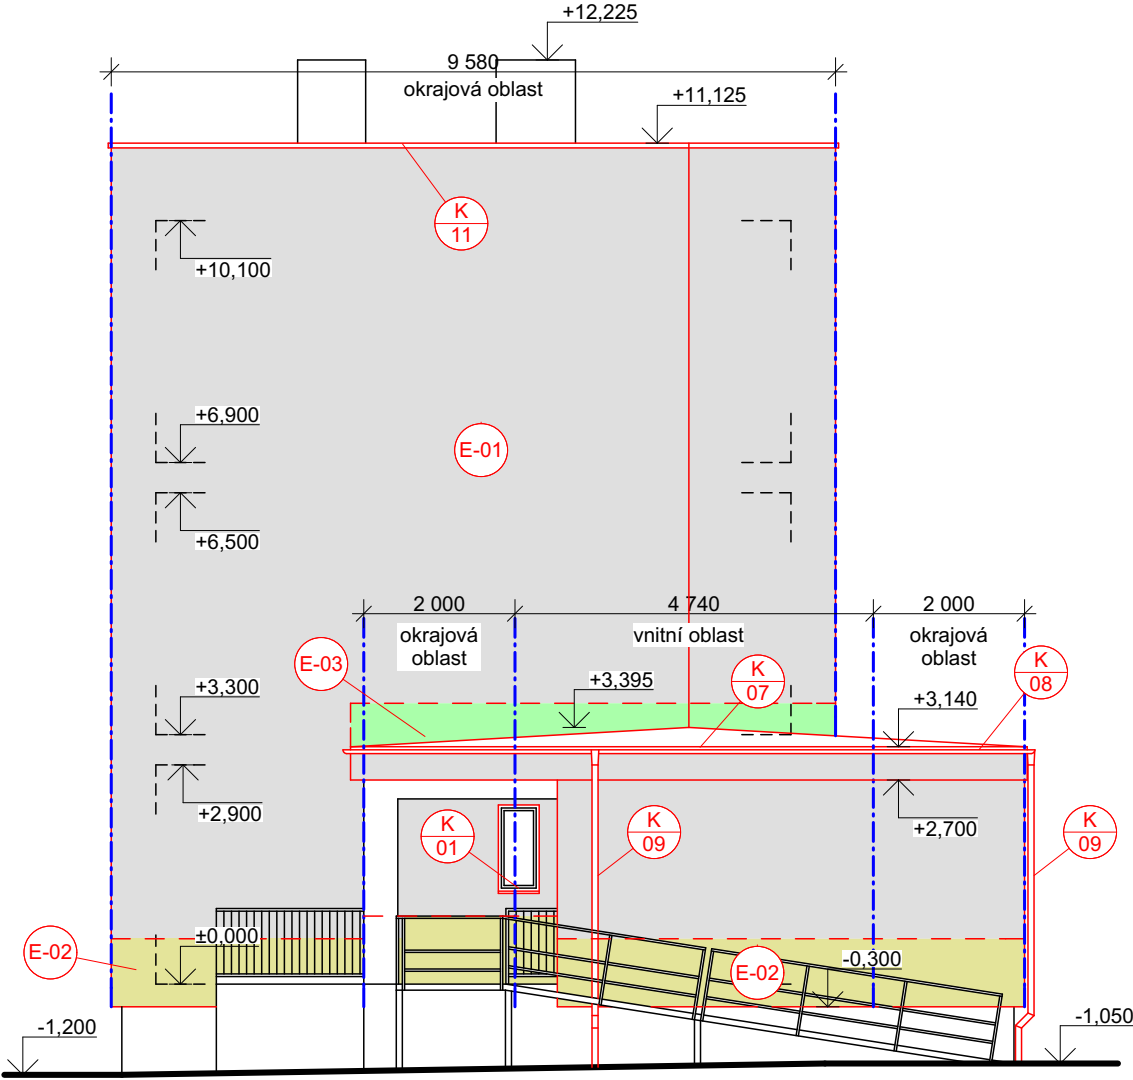 +12,225
9 580
okrajová oblast
+11,125
K
11
+10,100
+6,900
E-01
+6,500
2 000
4 740
2 000
okrajová
oblast
vnitní oblast
okrajová
oblast
E-03
K
07
K
08
+3,300
+3,395
+3,140
+2,900
K
01
K
09
+2,700
K
09
±0,000
E-02
-0,300
E-02
-1,200
-1,050